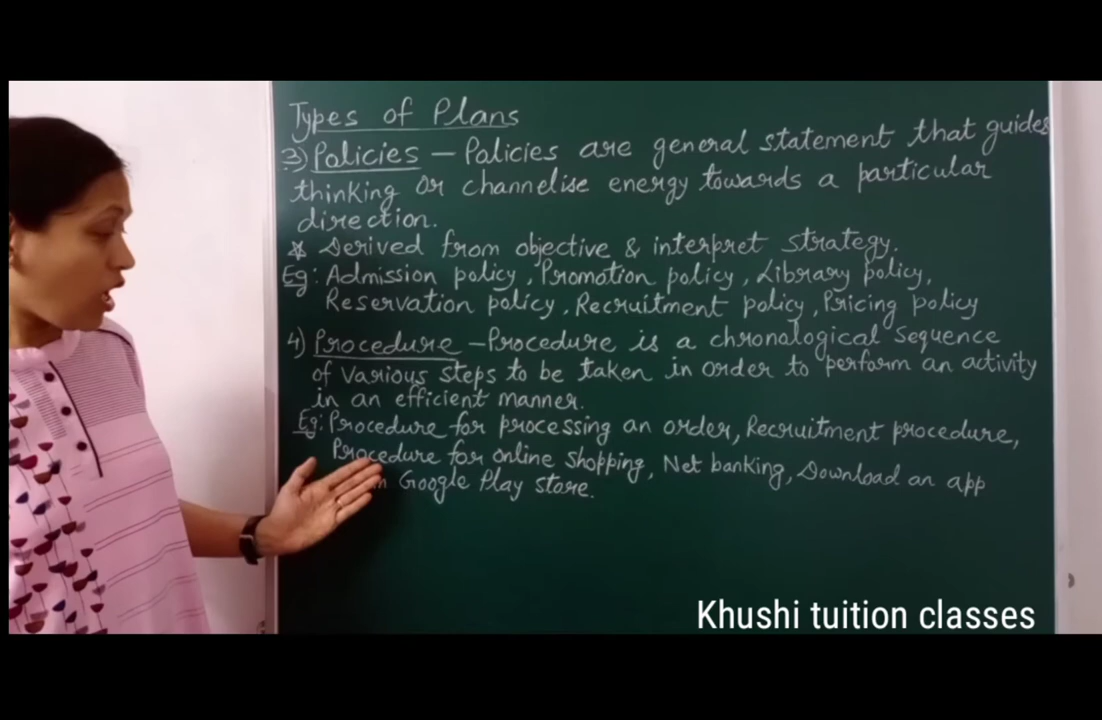 Types of Plans
3) Policies – Policies are general statement that guides
thinking or channelise energy towards a particular
direction.
☆ Derived from objective & interpret strategy.
Eg: Admission policy, Promotion policy, Library policy,
Reservation policy, Recruitment policy, Pricing policy
4) Procedure – Procedure is a chronological sequence
of various steps to be taken in order to perform an activity
in an efficient manner.
Eg: Procedure for processing an order, Recruitment procedure,
Procedure for online shopping, Net banking, Download an app
Google Play store.
Khushi tuition classes